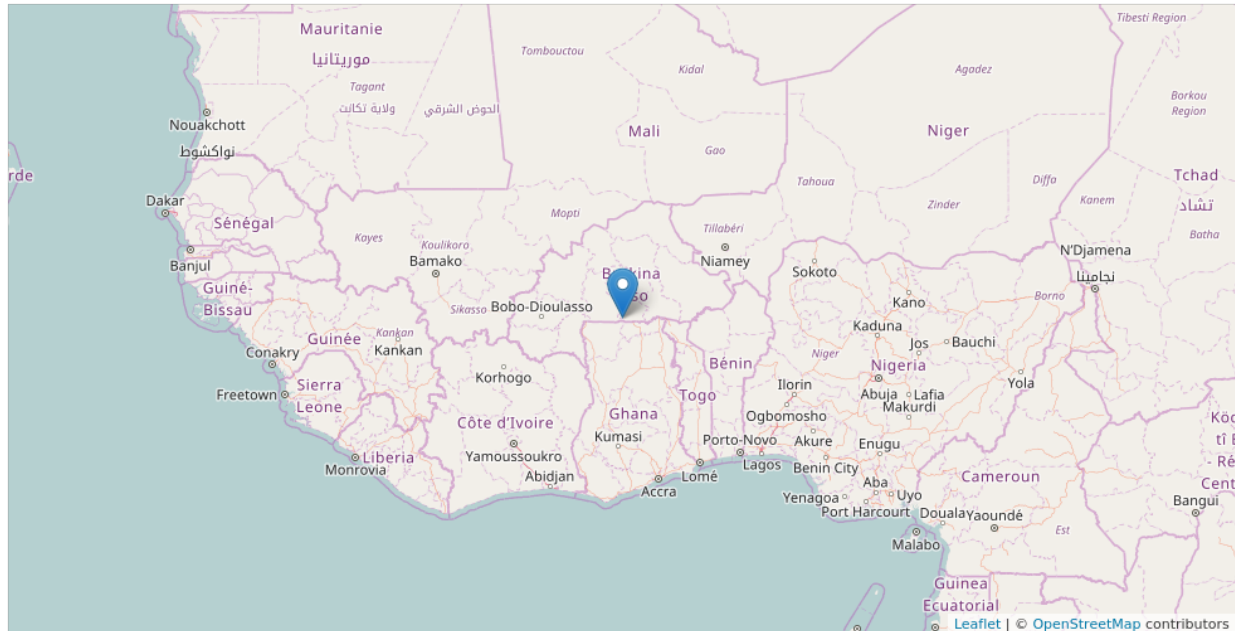 Tibesti Region
Mauritanie
موريتانيا
Tombouctou
Kidal
Agadez
Tagant
ولاية تكانت
الحوض الشرقي
Borkou
Region
Nouakchott
نواكشوط
Mali
Niger
Gao
rde
Tahoua
Diffa
Tchad
تشاد
Kanem
Zinder
Dakar
Sénégal
Kayes
Mopti
Koulikoro
Tillabéri
Batha
Banjul
Bamako
Niamey
Sokoto
N'Djamena
نجامينا
Guiné-
Bissau
Sikasso
Bobo-Dioulasso
Kano
Borno
Guinée
Kankan
Kankan
Kaduna
Jos
Bauchi
Conakry
Korhogo
Bénin
Niger
Nigeria
Yola
Sierra
Leone
Freetown
Togo
Ilorin
Abuja
Lafia
Makurdi
Ogbomosho
Côte d'Ivoire
Ghana
Kumasi
Porto-Novo
Akure
Enugu
Liberia
Monrovia
Yamoussoukro
Lagos
Benin City
Abidjan
Accra
Lomé
Aba
Uyo
Yenagoa
Port Harcourt
Cameroun
Douala
Yaoundé
Bangui
Malabo
Est
Guinea
Ecuatorial
Leaflet | © OpenStreetMap contributors